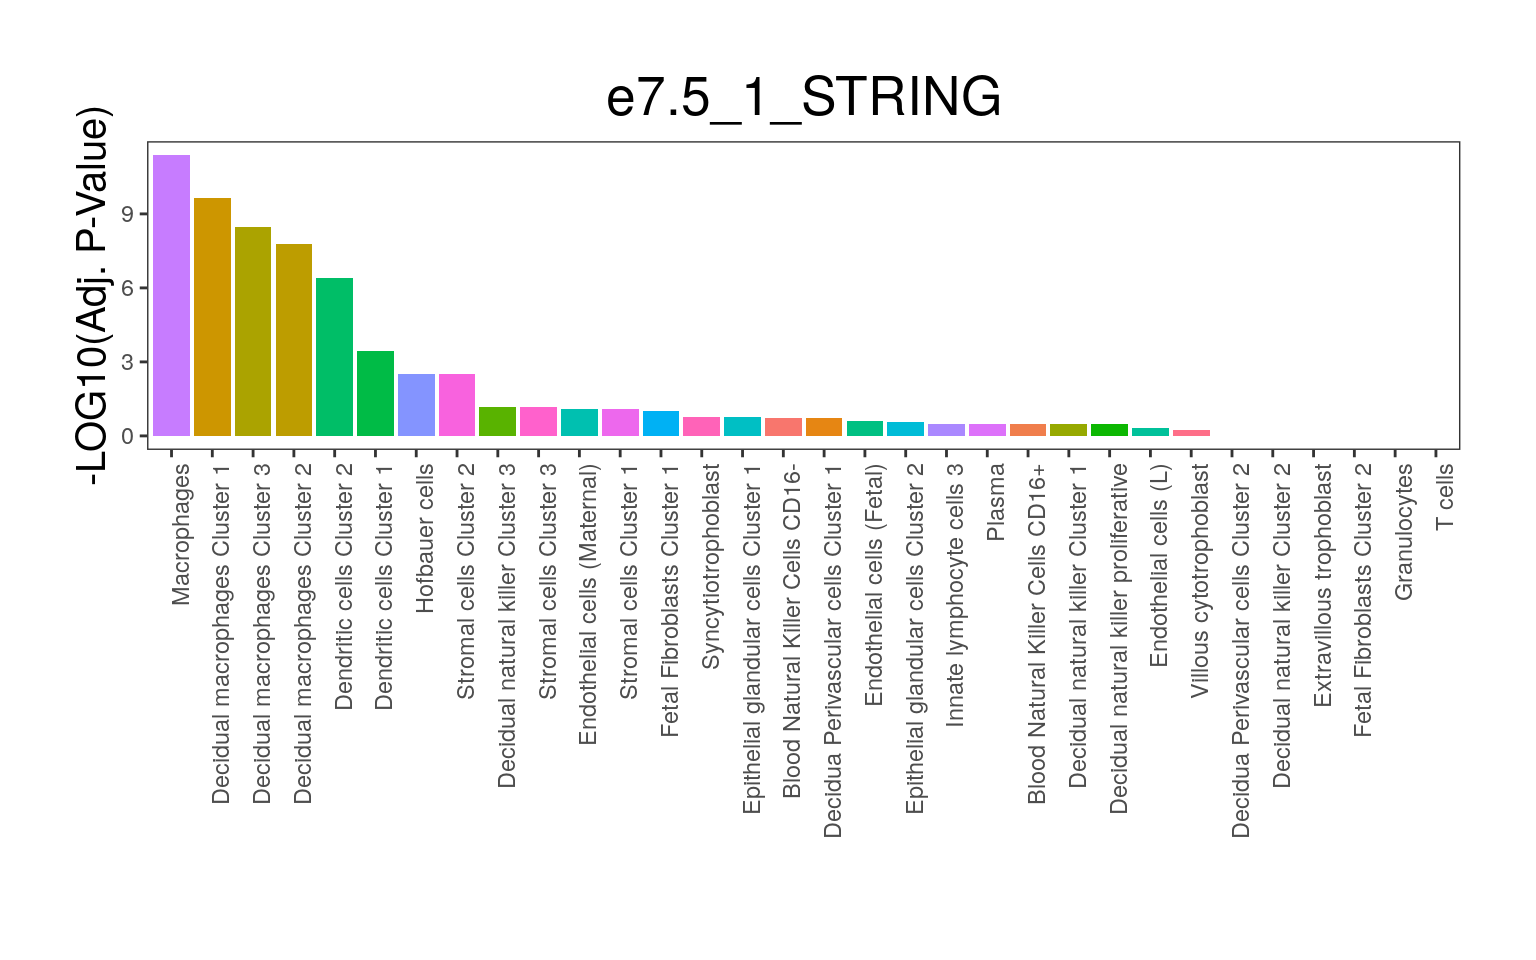 e7.5_1_STRING
-LOG10(Adj. P-Value)
9
6
3
0
Macrophages
Decidual macrophages Cluster 1
Decidual macrophages Cluster 3
Decidual macrophages Cluster 2
Dendritic cells Cluster 2
Dendritic cells Cluster 1
Hofbauer cells
Stromal cells Cluster 2
Decidual natural killer Cluster 3
Stromal cells Cluster 3
Endothelial cells (Maternal)
Stromal cells Cluster 1
Fetal Fibroblasts Cluster 1
Syncytiotrophoblast
Epithelial glandular cells Cluster 1
Blood Natural Killer Cells CD16-
Decidua Perivascular cells Cluster 1
Endothelial cells (Fetal)
Epithelial glandular cells Cluster 2
Innate lymphocyte cells 3
Plasma
Blood Natural Killer Cells CD16+
Decidual natural killer Cluster 1
Decidual natural killer proliferative
Endothelial cells (L)
Villous cytotrophoblast
Decidua Perivascular cells Cluster 2
Decidual natural killer Cluster 2
Extravillous trophoblast
Fetal Fibroblasts Cluster 2
Granulocytes
T cells